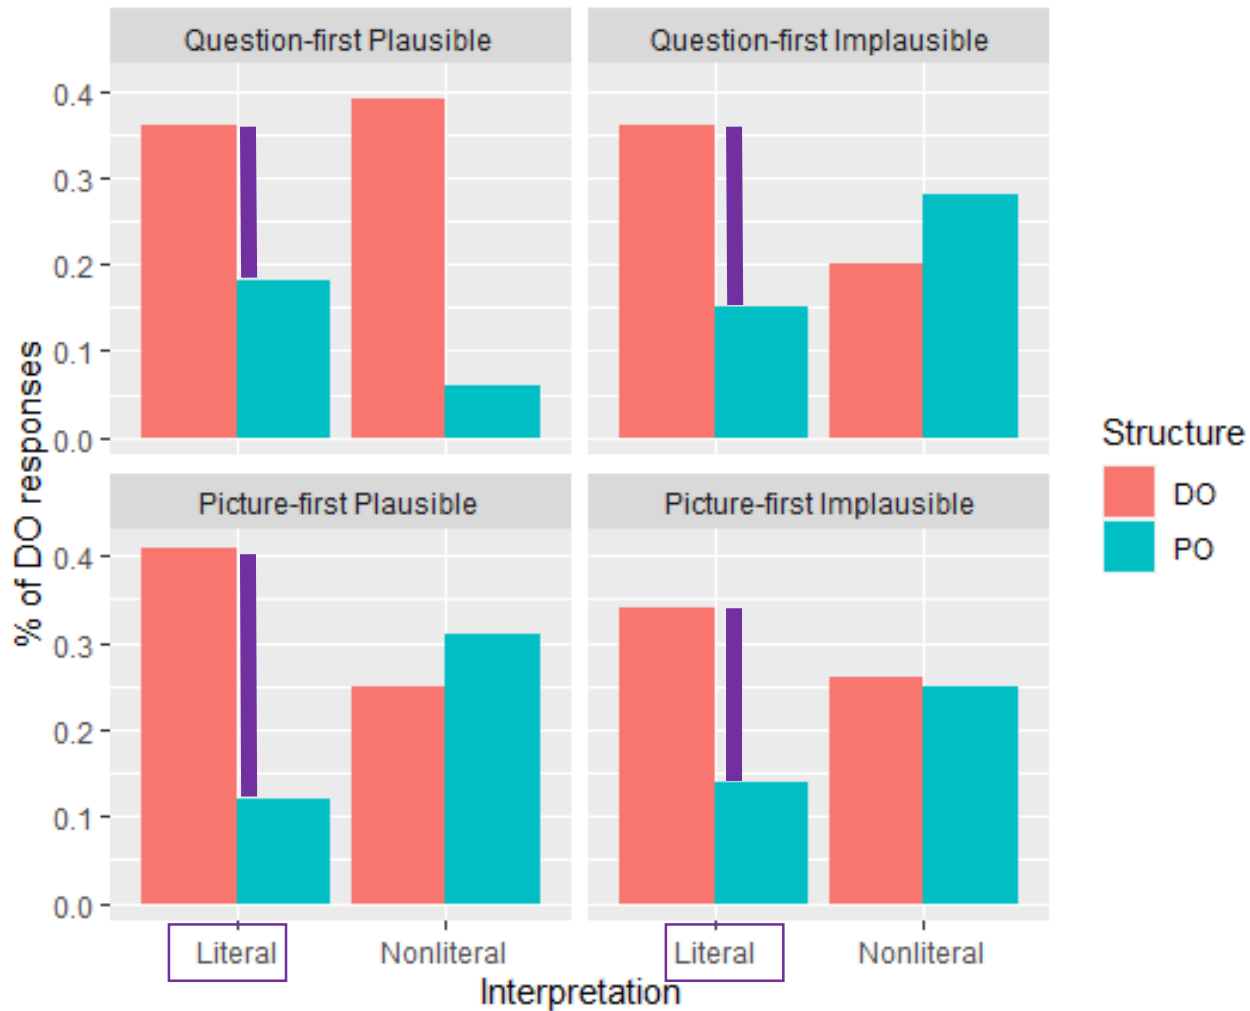 Question-first Plausible
Question-first Implausible
0.4
0.3
0.2
0.1
0.0
Picture-first Plausible
Picture-first Implausible
0.4
0.3
0.2
0.1
0.0
% of DO responses
Literal
Nonliteral
Literal
Nonliteral
Interpretation
Structure
DO
PO